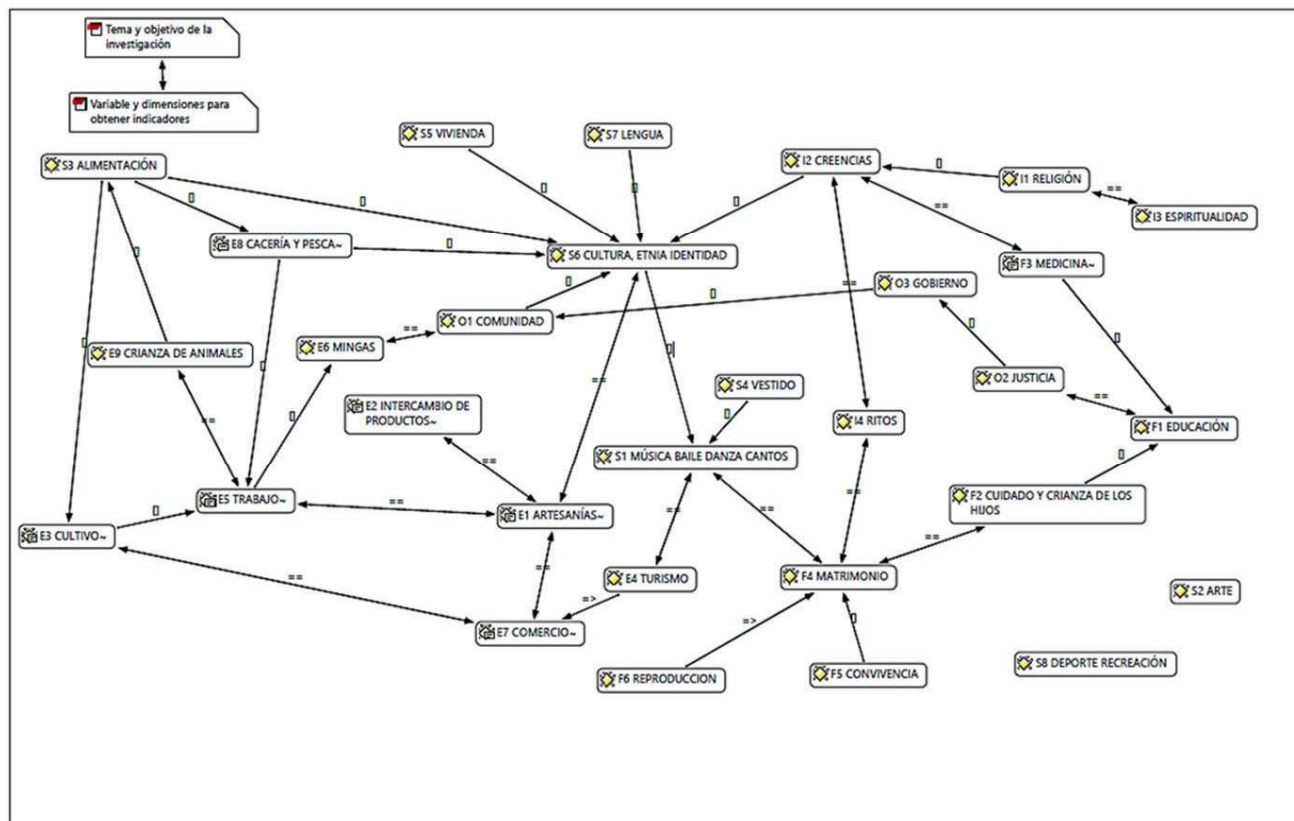 Tema y objetivo de la
investigación
Variable y dimensiones para
obtener indicadores
S5 VIVIENDA
S7 LENGUA
S3 ALIMENTACIÓN
I2 CREENCIAS
I1 RELIGIÓN
==
I3 ESPIRITUALIDAD
==
E8 CACERÍA Y PESCA~
S6 CULTURA, ETNIA IDENTIDAD
F3 MEDICINA~
==
O3 GOBIERNO
O1 COMUNIDAD
==
E6 MINGAS
E9 CRIANZA DE ANIMALES
==
O2 JUSTICIA
==
S4 VESTIDO
E2 INTERCAMBIO DE
PRODUCTOS~
I4 RITOS
F1 EDUCACIÓN
==
==
S1 MÚSICA BAILE DANZA CANTOS
E5 TRABAJO~
==
F2 CUIDADO Y CRIANZA DE LOS
HIJOS
==
E1 ARTESANÍAS~
==
==
==
E3 CULTIVO~
==
==
E4 TURISMO
F4 MATRIMONIO
==
=>
S2 ARTE
E7 COMERCIO~
=>
S8 DEPORTE RECREACIÓN
F6 REPRODUCCION
F5 CONVIVENCIA